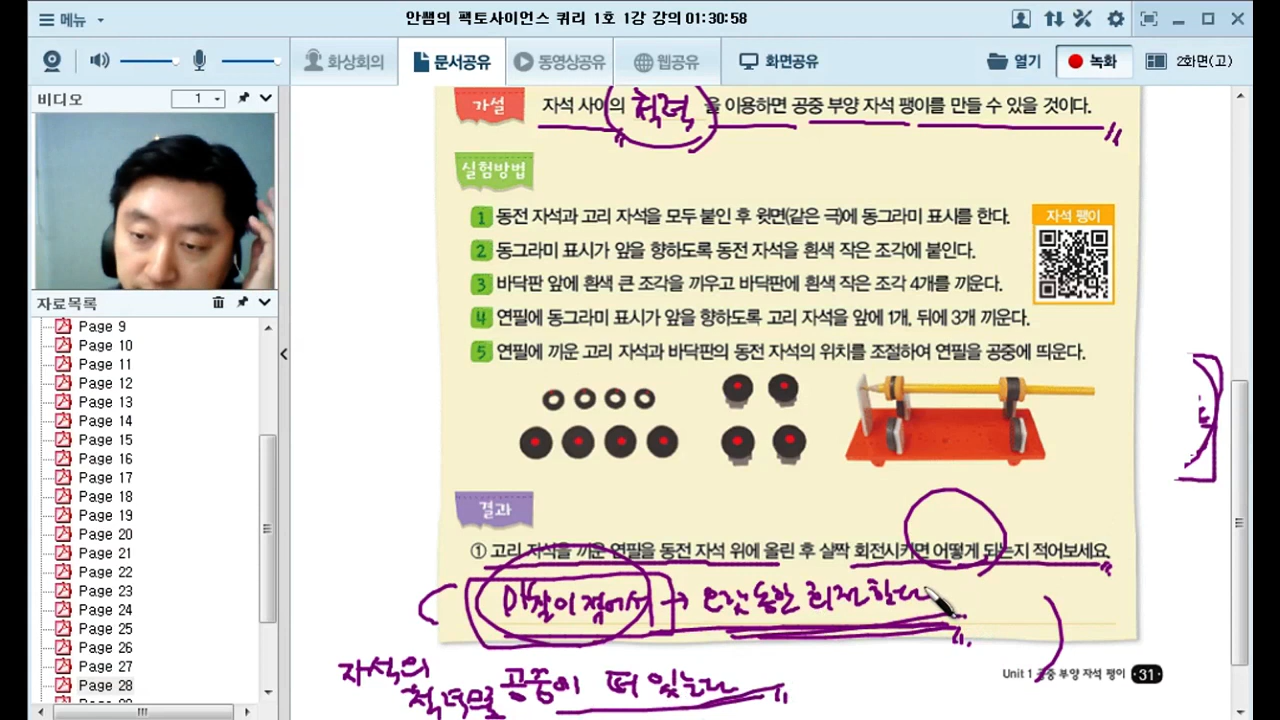 메뉴
안쌤의 팩토사이언스 쿼리 1호 1강 강의 01:30:58
화상회의
문서공유
동영상공유
웹공유
화면공유
열기
녹화
2화면(고)
비디오
1
자료목록
Page 9
Page 10
Page 11
Page 12
Page 13
Page 14
Page 15
Page 16
Page 17
Page 18
Page 19
Page 20
Page 21
Page 22
Page 23
Page 24
Page 25
Page 26
Page 27
Page 28
가설
자석 사이의 척력 을 이용하면 공중 부양 자석 팽이를 만들 수 있을 것이다.
실험방법
1 동전 자석과 고리 자석을 모두 붙인 후 윗면(같은 극)에 동그라미 표시를 한다.
2 동그라미 표시가 앞을 향하도록 동전 자석을 흰색 작은 조각에 붙인다.
3 바닥판 앞에 흰색 큰 조각을 끼우고 바닥판에 흰색 작은 조각 4개를 끼운다.
4 연필에 동그라미 표시가 앞을 향하도록 고리 자석을 앞에 1개, 뒤에 3개 끼운다.
5 연필에 끼운 고리 자석과 바닥판의 동전 자석의 위치를 조절하여 연필을 공중에 띄운다.
자석 팽이
결과
① 고리 자석을 끼운 연필을 동전 자석 위에 올린 후 살짝 회전시키면 어떻게 되는지 적어보세요.
마찰이 적어서 → 오랫동안 회전한다
자석의
척력으로 공중에 떠 있는다
Unit 1 공중 부양 자석 팽이 31